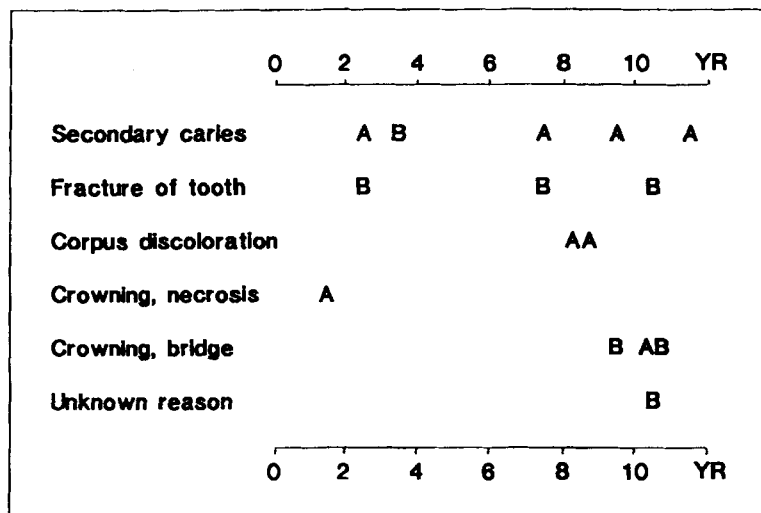 0 2 4 6 8 10 YR
Secondary caries A B A A A
Fracture of tooth B B B
Corpus discoloration AA
Crowning, necrosis A
Crowning, bridge B AB
Unknown reason B
0 2 4 6 8 10 YR